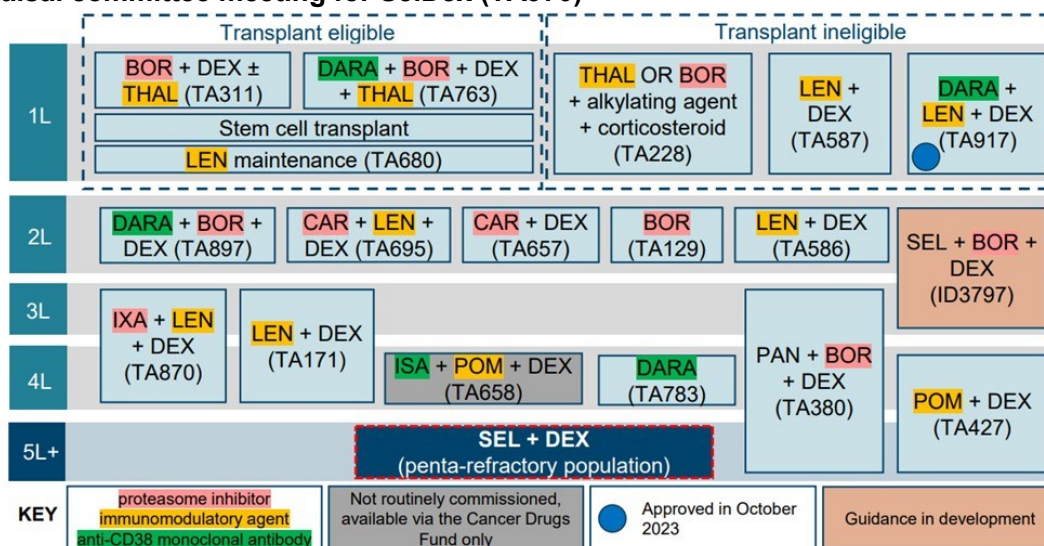 committee meeting for SelDex (TA970)
Transplant eligible
Transplant ineligible
1L
BOR + DEX ±
THAL (TA311)
DARA + BOR + DEX
+ THAL (TA763)
Stem cell transplant
LEN maintenance (TA680)
THAL OR BOR
+ alkylating agent
+ corticosteroid
(TA228)
LEN +
DEX
(TA587)
DARA +
LEN + DEX
(TA917)
2L
DARA + BOR +
DEX (TA897)
CAR + LEN +
DEX (TA695)
CAR + DEX
(TA657)
BOR
(TA129)
LEN + DEX
(TA586)
SEL + BOR +
DEX
(ID3797)
3L
IXA + LEN
+ DEX
(TA870)
LEN + DEX
(TA171)
PAN + BOR
+ DEX
(TA380)
4L
ISA + POM + DEX
(TA658)
DARA
(TA783)
POM + DEX
(TA427)
5L+
SEL + DEX
(penta-refractory population)
KEY
proteasome inhibitor
immunomodulatory agent
anti-CD38 monoclonal antibody
Not routinely commissioned,
available via the Cancer Drugs
Fund only
Approved in October
2023
Guidance in development